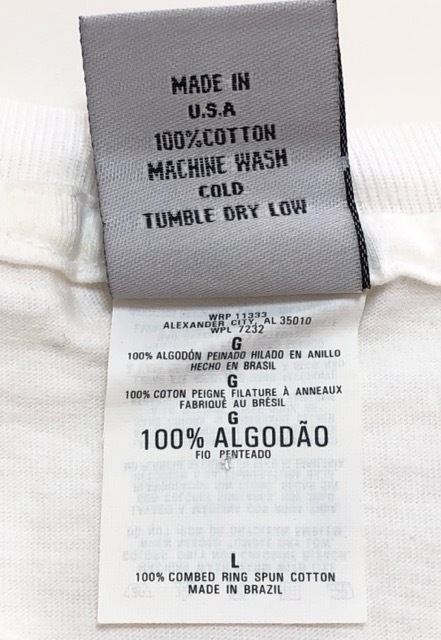 MADE IN
U.S.A
100%COTTON
MACHINE WASH
COLD
TUMBLE DRY LOW
WRP 11333
ALEXANDER CITY, AL 35010
WPL 7232
G
100% ALGODÓN PEINADO HILADO EN ANILLO
HECHO EN BRASIL
G
100% COTON PEIGNE FILATURE À ANNEAUX
FABRIQUÉ AU BRÉSIL
G
100% ALGODÃO
FIO PENTEADO
L
100% COMBED RING SPUN COTTON
MADE IN BRAZIL